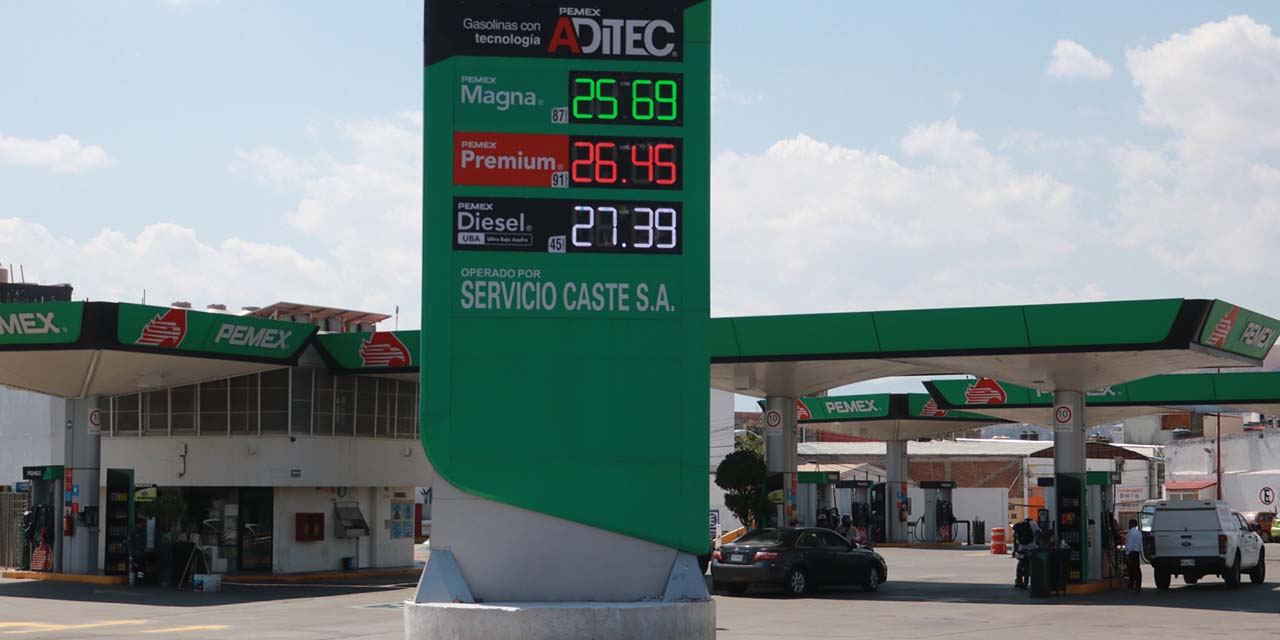 PEMEX
Gasolinas con
tecnología
ADITEC
PEMEX
Magna
87
25.69
PEMEX
Premium
91
26.45
PEMEX
Diesel
UBA Ultra Bajo Azufre
45
27.39
OPERADO POR
SERVICIO CASTE S.A.
PEMEX
PEMEX
PEMEX
PEMEX
10
10
10
E